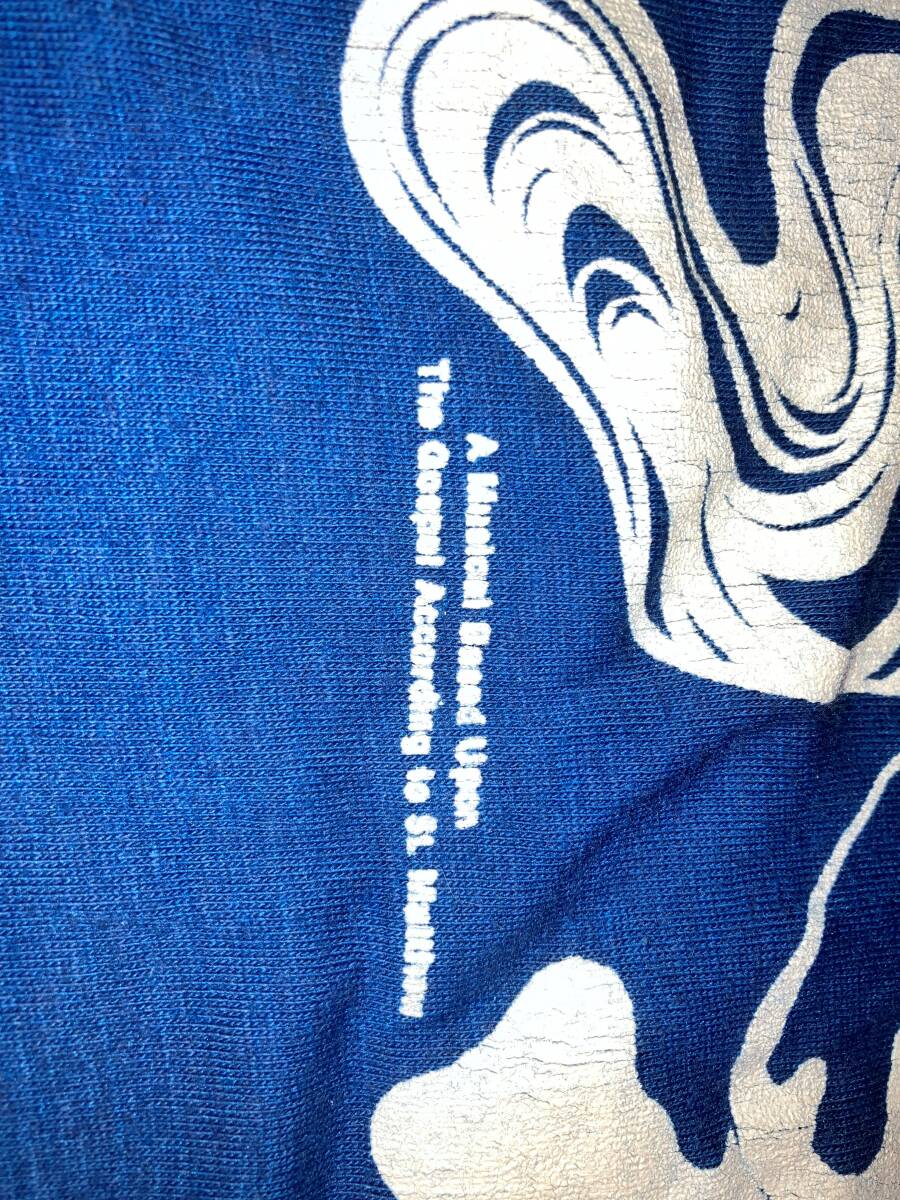 A Musical Based Upon
The Gospel According to St. Matthew